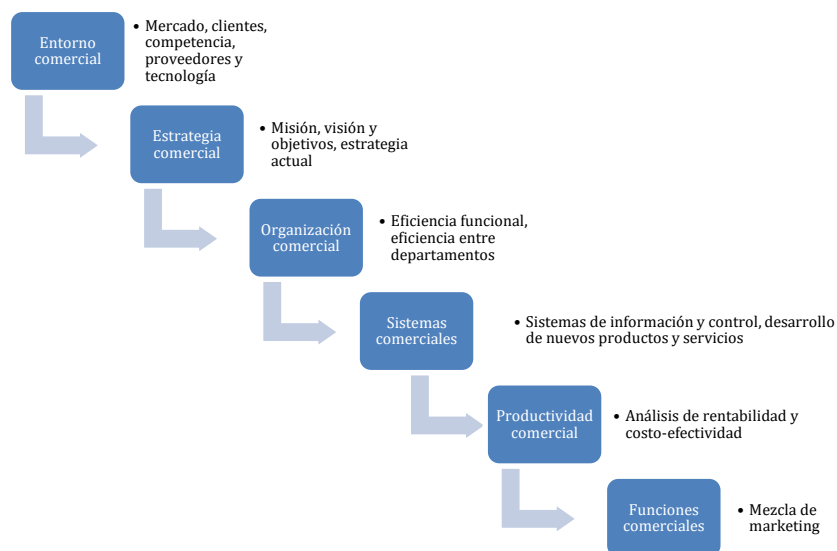 Entorno
comercial
• Mercado, clientes,
competencia,
proveedores y
tecnología
Estrategia
comercial
• Misión, visión y
objetivos, estrategia
actual
Organización
comercial
• Eficiencia funcional,
eficiencia entre
departamentos
Sistemas
comerciales
• Sistemas de información y control, desarrollo
de nuevos productos y servicios
Productividad
comercial
• Análisis de rentabilidad y
costo-efectividad
Funciones
comerciales
• Mezcla de
marketing